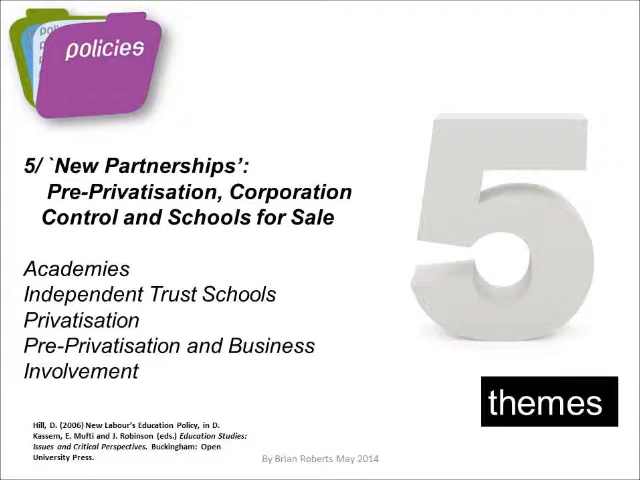 policies
5/ `New Partnerships’:
Pre-Privatisation, Corporation
Control and Schools for Sale
5
Academies
Independent Trust Schools
Privatisation
Pre-Privatisation and Business
Involvement
themes
Hill, D. (2006) New Labour's Education Policy, in D.
Kassem, E. Mufti and J. Robinson (eds.) Education Studies:
Issues and Critical Perspectives. Buckingham: Open
University Press.
By Brian Roberts May 2014